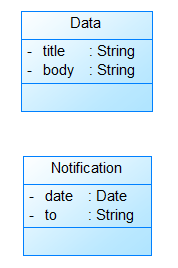 Data
- title : String
- body : String
Notification
- date : Date
- to : String